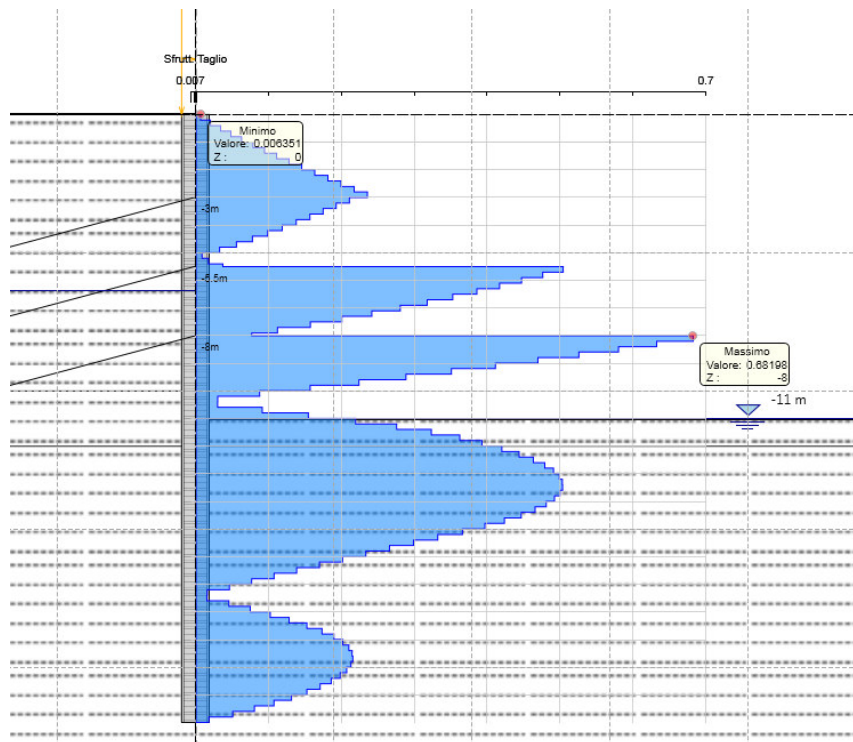 Sfrutt. Taglio
0.007
0.7
Minimo
Valore: 0.006351
Z : 0
-3m
-5.5m
-8m
Massimo
Valore: 0.68198
Z : -8
-11 m